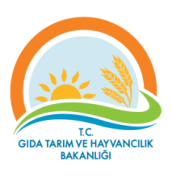 T.C.
GIDA TARIM VE HAYVANCILIK
BAKANLIĞI